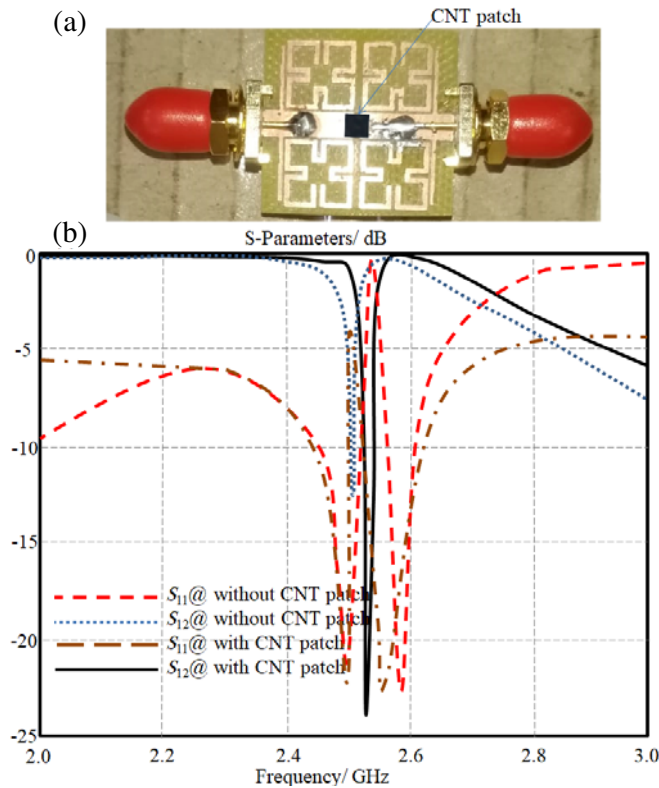 (a)
CNT patch
(b)
S-Parameters/ dB
0
-5
-10
-15
-20
-25
S11@ without CNT patch
S12@ without CNT patch
S11@ with CNT patch
S12@ with CNT patch
2.0 2.2 2.4 2.6 2.8 3.0
Frequency/ GHz